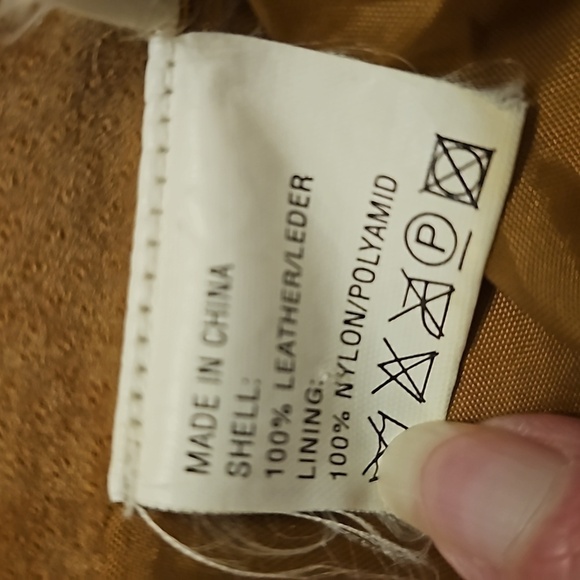 MADE IN CHINA
SHELL:
100% LEATHER/LEDER
LINING:
100% NYLON/POLYAMID
P